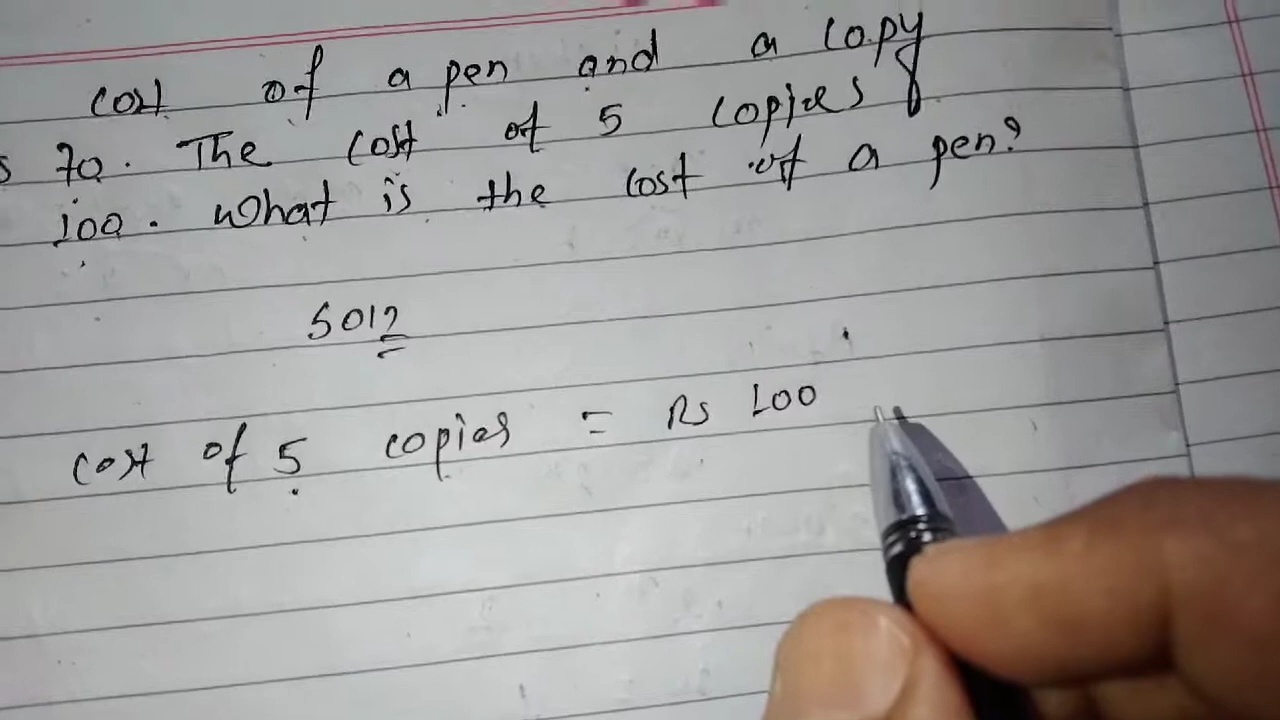 cost of a pen and a copy
s 70. The cost of 5 copies
100. What is the cost of a pen?
Sol?
cost of 5 copies = Rs 100